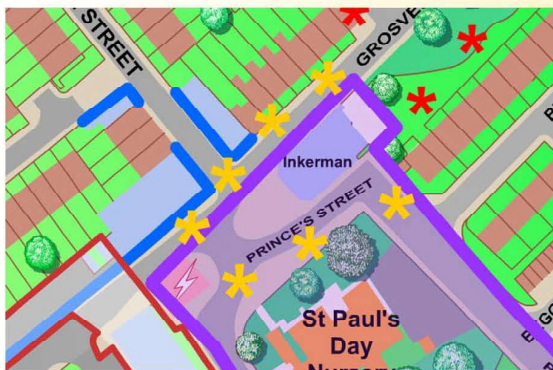 STREET
GROSVE
Inkerman
PRINCE'S STREET
St Paul's
Day